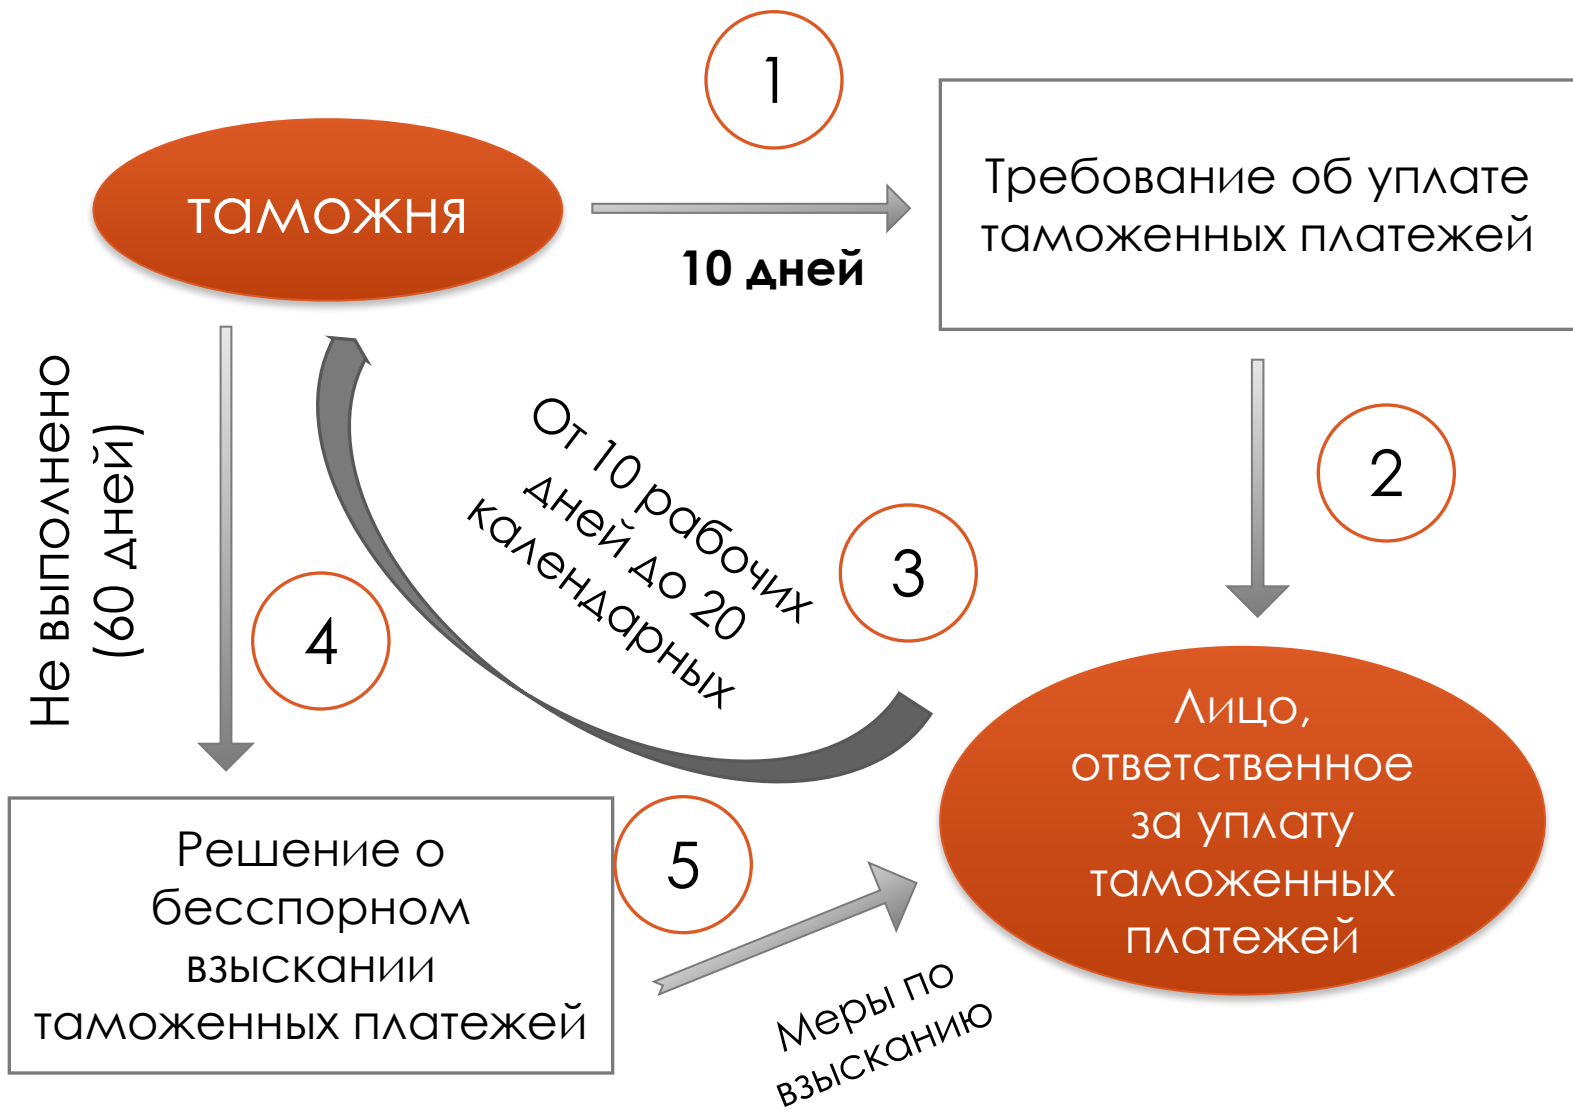 1
таможня
10 дней
Требование об уплате
таможенных платежей
2
Не выполнено
(60 дней)
4
От 10 рабочих
дней до 20
календарных
3
Лицо,
ответственное
за уплату
таможенных
платежей
Решение о
бесспорном
взыскании
таможенных платежей
5
Меры по
взысканию